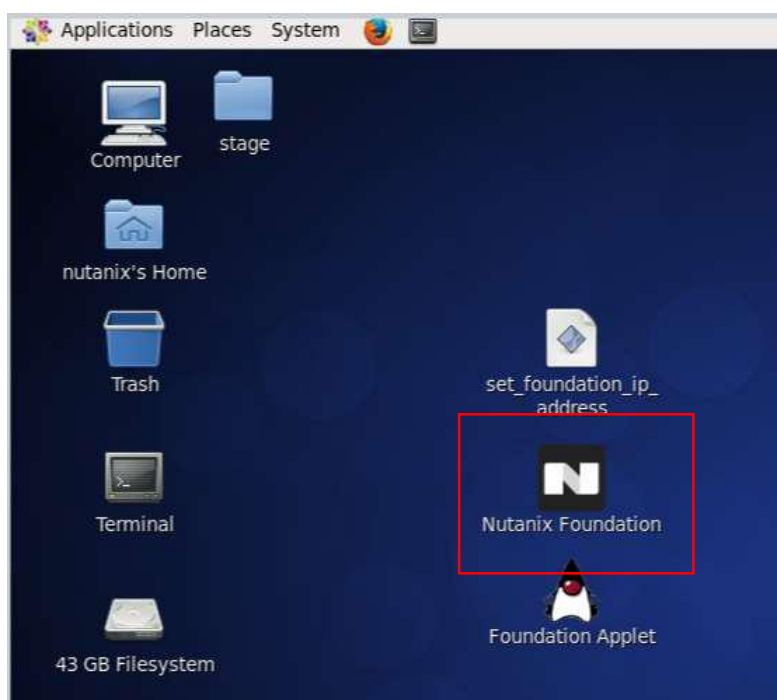 Applications Places System
stage
Computer
nutanix's Home
Trash
set_foundation_ip_
address
Terminal
Nutanix Foundation
43 GB Filesystem
Foundation Applet